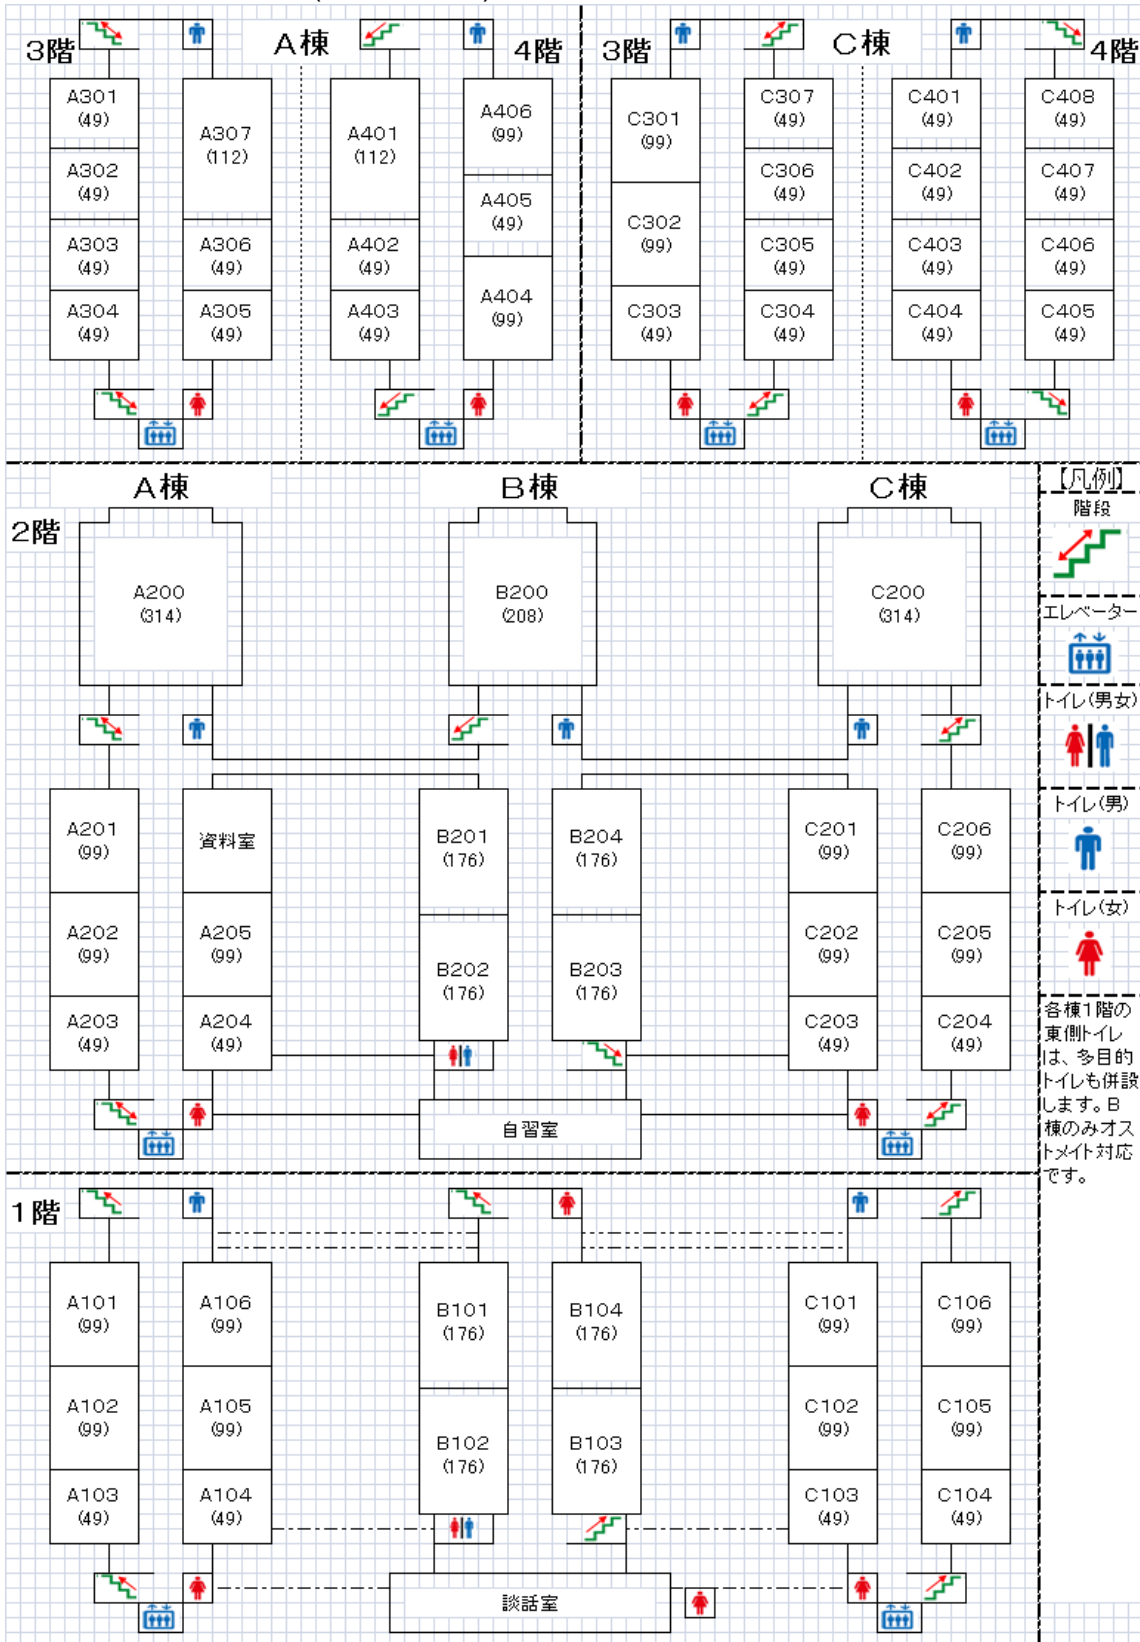 3階
A棟
4階
A301
(49)
A302
(49)
A303
(49)
A304
(49)
A307
(112)
A306
(49)
A305
(49)
A401
(112)
A402
(49)
A403
(49)
A406
(99)
A405
(49)
A404
(99)
3階
C棟
4階
C301
(99)
C302
(99)
C303
(49)
C307
(49)
C306
(49)
C305
(49)
C304
(49)
C401
(49)
C402
(49)
C403
(49)
C404
(49)
C408
(49)
C407
(49)
C406
(49)
C405
(49)
2階
A棟
B棟
C棟
A200
(314)
B200
(208)
C200
(314)
A201
(99)
A202
(99)
A203
(49)
資料室
A205
(99)
A204
(49)
B201
(176)
B202
(176)
B204
(176)
B203
(176)
C201
(99)
C202
(99)
C203
(49)
C206
(99)
C205
(99)
C204
(49)
自習室
【凡例】
階段
エレベーター
トイレ(男女)
トイレ(男)
トイレ(女)
各棟1階の
東側トイレ
は、多目的
トイレも併設
します。B
棟のみオス
トメイト対応
です。
1階
A101
(99)
A102
(99)
A103
(49)
A106
(99)
A105
(99)
A104
(49)
B101
(176)
B102
(176)
B104
(176)
B103
(176)
C101
(99)
C102
(99)
C103
(49)
C106
(99)
C105
(99)
C104
(49)
談話室